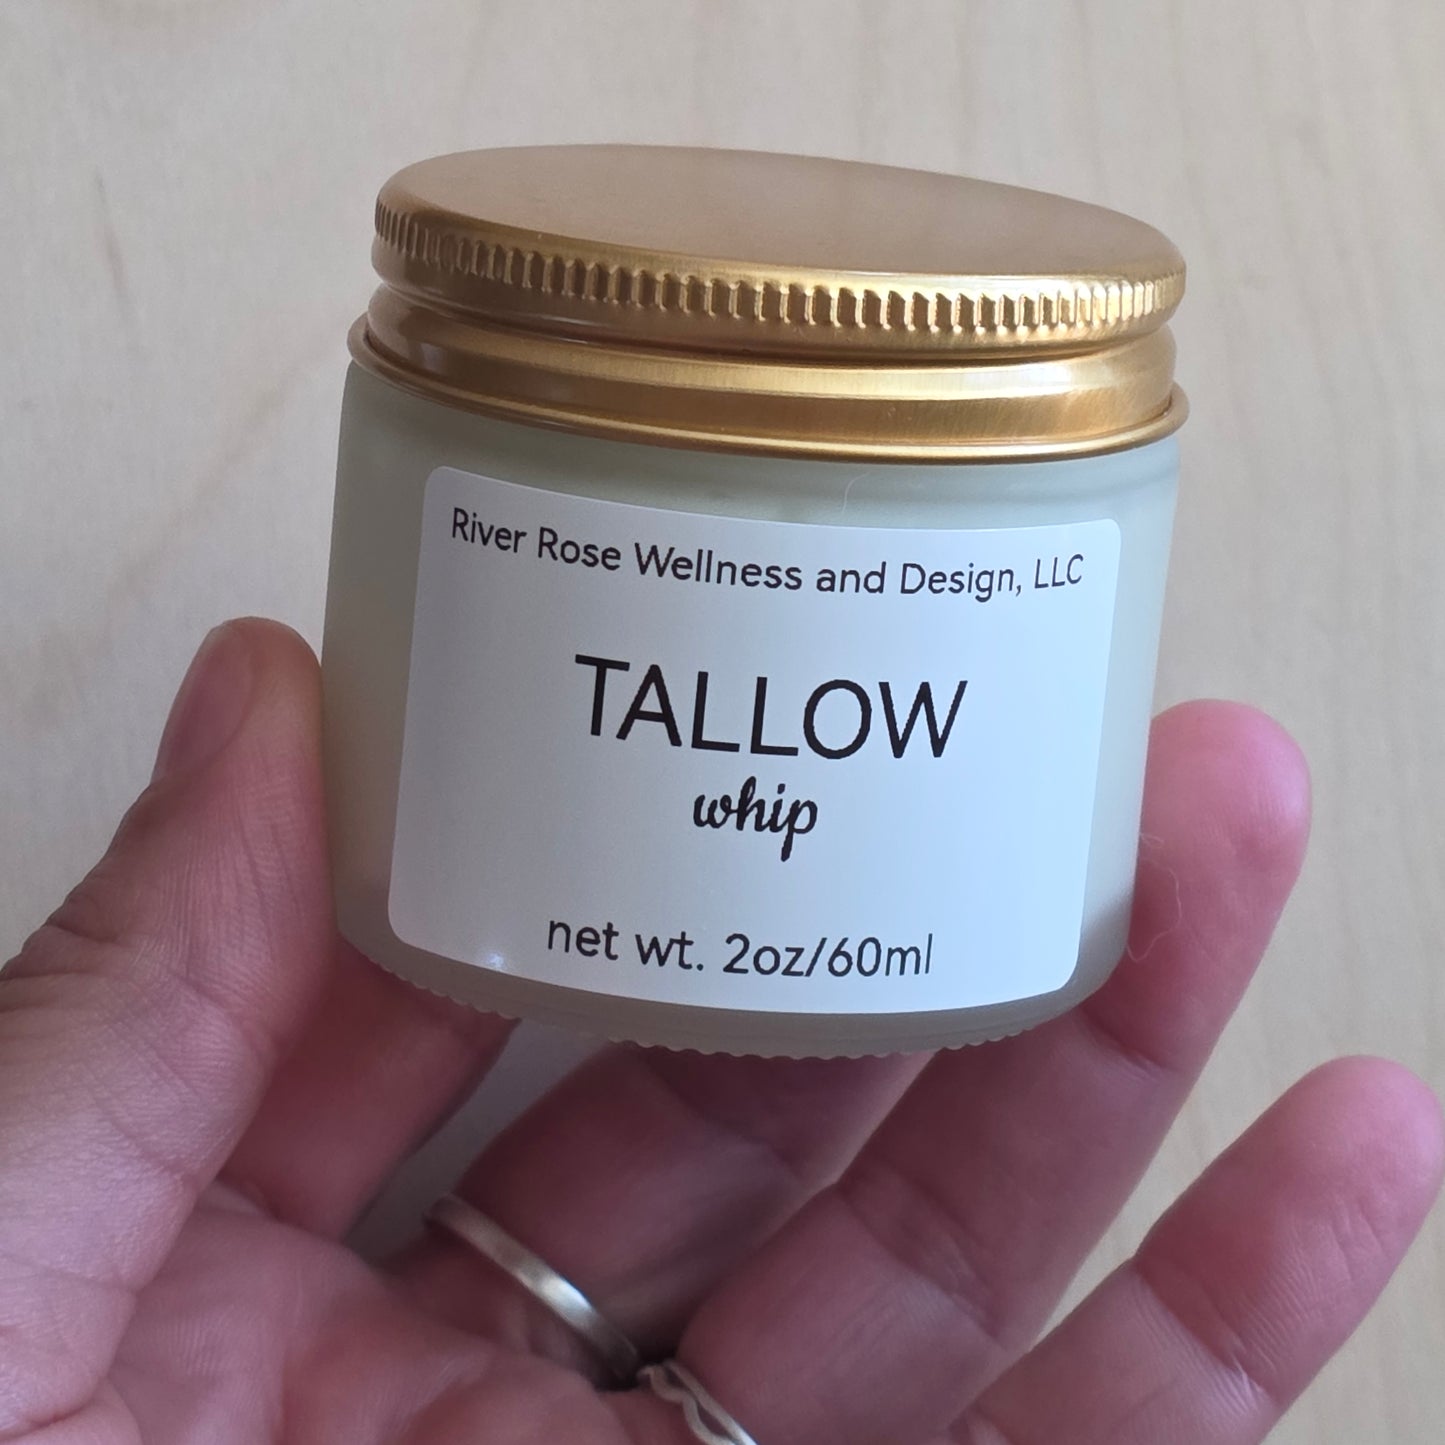 River Rose Wellness and Design, LLC
TALLOW
whip
net wt. 2oz/60ml